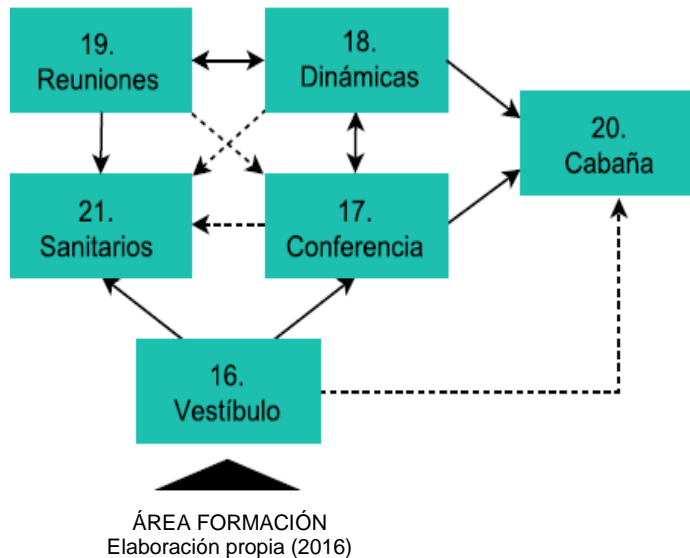 19.
Reuniones
18.
Dinámicas
20.
Cabaña
21.
Sanitarios
17.
Conferencia
16.
Vestíbulo
ÁREA FORMACIÓN
Elaboración propia (2016)